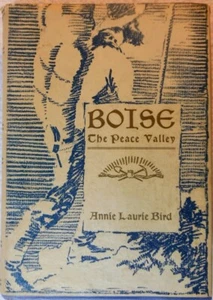 BOISE
The Peace Valley
Annie Laurie Bird